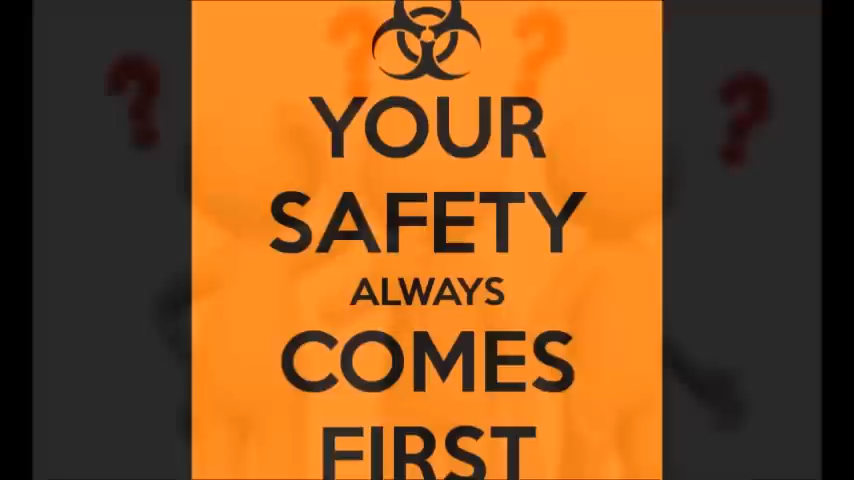 ? ? ? ?
YOUR
SAFETY
ALWAYS
COMES
FIRST